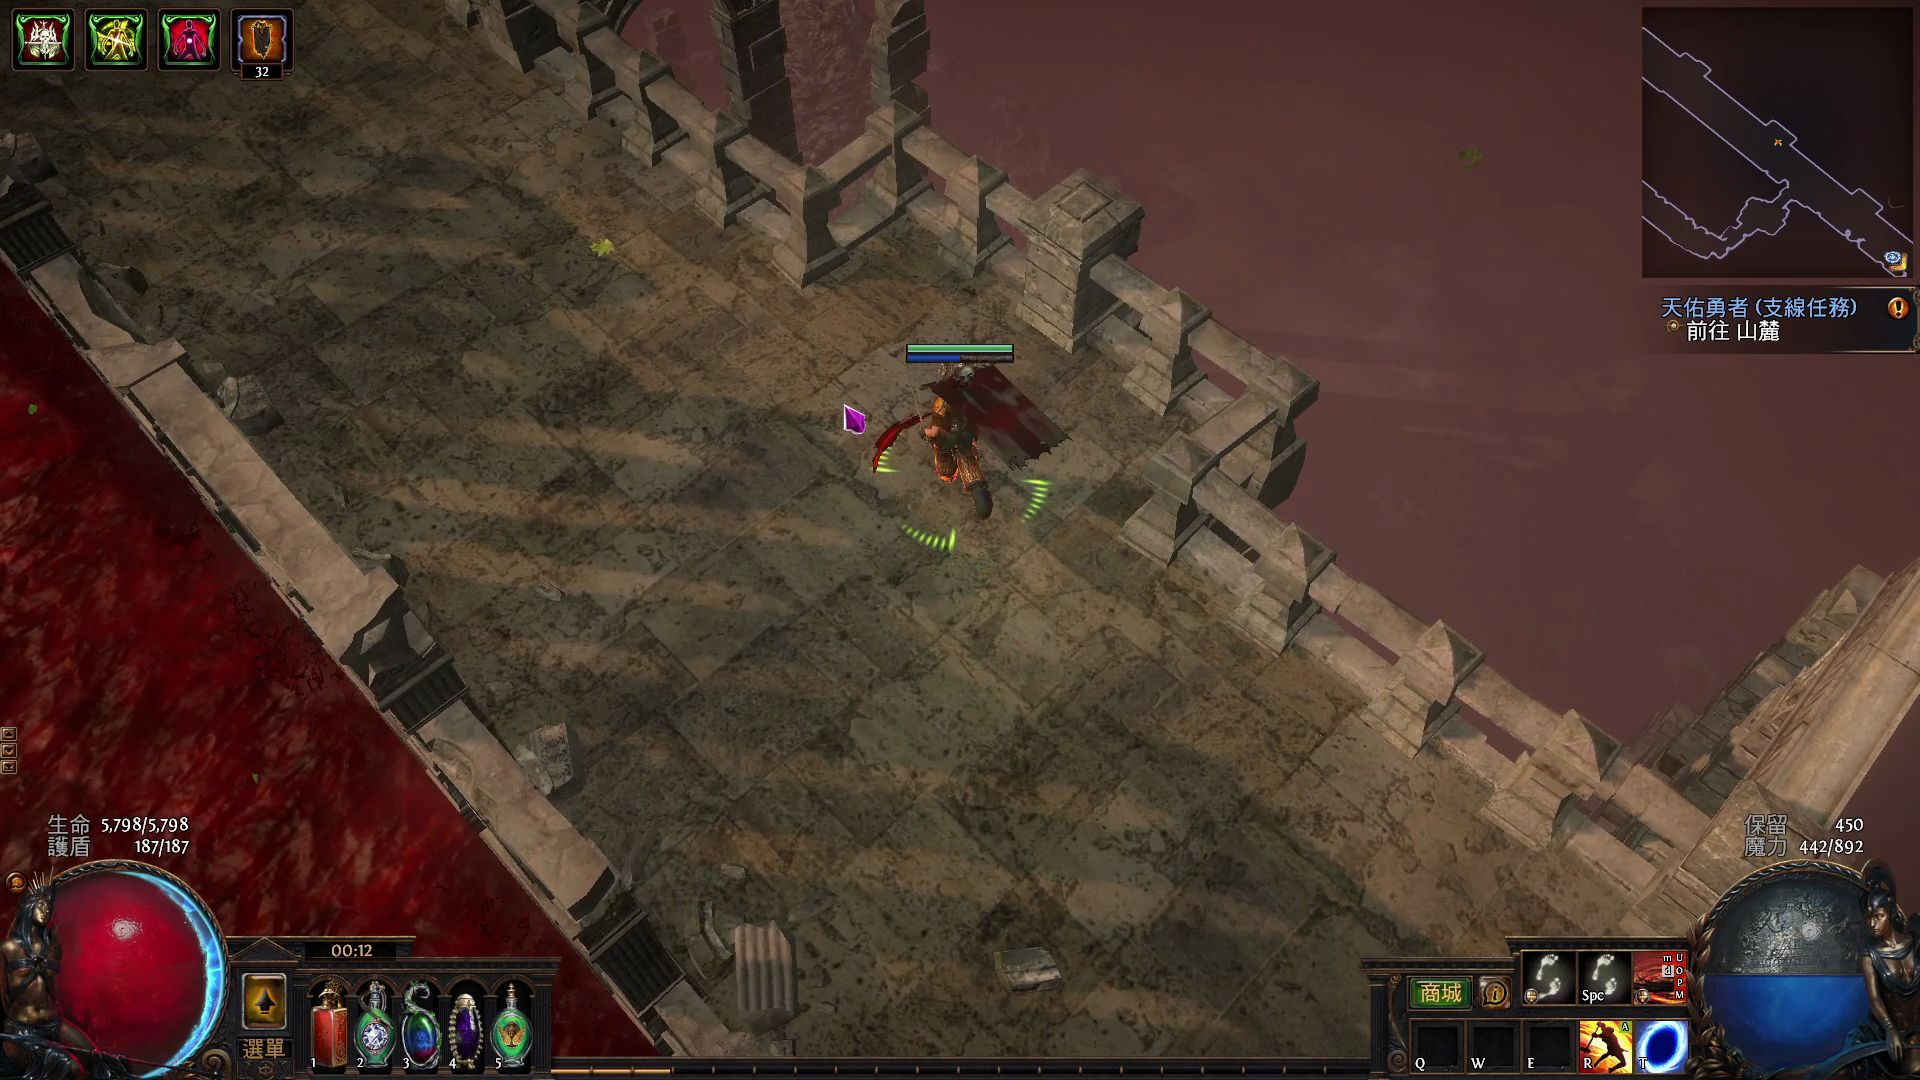 32
天佑勇者 (支線任務)
前往 山麓
生命 5,798/5,798
護盾 187/187
保留 450
魔力 442/892
00:12
選單
1 2 3 4 5
商城
Spc
m U
d O
P
M
Q W E R A T